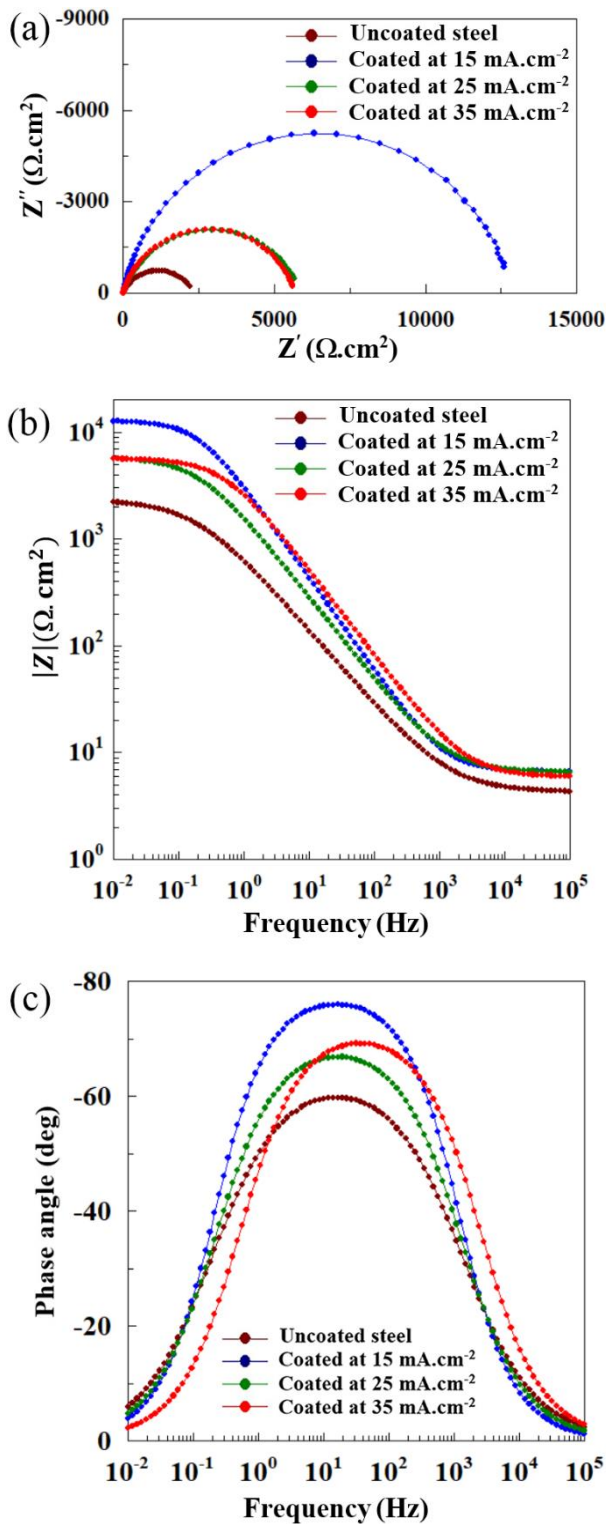 (a)
-9000
-6000
-3000
0
Z″ (Ω.cm²)
Uncoated steel
Coated at 15 mA.cm⁻²
Coated at 25 mA.cm⁻²
Coated at 35 mA.cm⁻²
0 5000 10000 15000
Z′ (Ω.cm²)
(b)
10⁴
10³
10²
10¹
10⁰
|Z| (Ω. cm²)
Uncoated steel
Coated at 15 mA.cm⁻²
Coated at 25 mA.cm⁻²
Coated at 35 mA.cm⁻²
10⁻² 10⁻¹ 10⁰ 10¹ 10² 10³ 10⁴ 10⁵
Frequency (Hz)
(c)
-80
-60
-40
-20
0
Phase angle (deg)
Uncoated steel
Coated at 15 mA.cm⁻²
Coated at 25 mA.cm⁻²
Coated at 35 mA.cm⁻²
10⁻² 10⁻¹ 10⁰ 10¹ 10² 10³ 10⁴ 10⁵
Frequency (Hz)